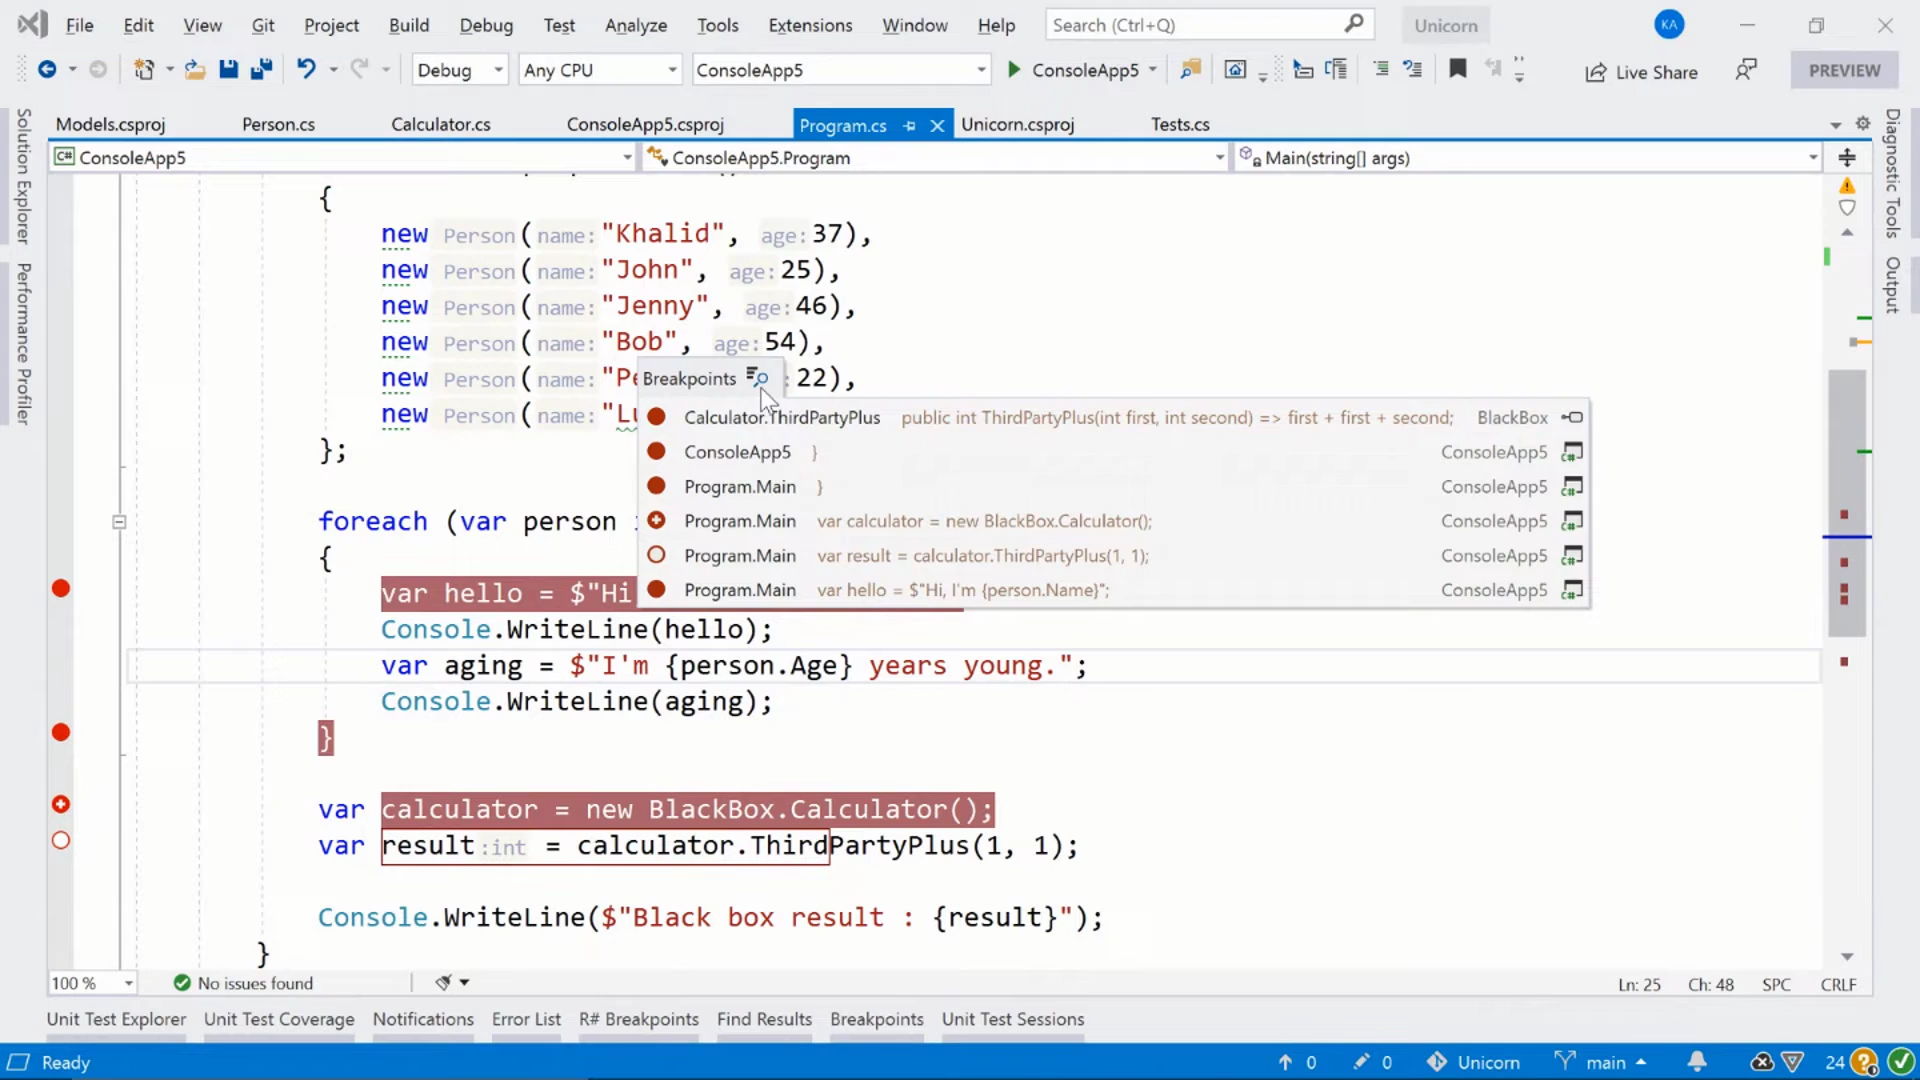 File Edit View Git Project Build Debug Test Analyze Tools Extensions Window Help Search (Ctrl+Q) Unicorn KA
Debug Any CPU ConsoleApp5 ConsoleApp5 Live Share PREVIEW
Models.csproj Person.cs Calculator.cs ConsoleApp5.csproj Program.cs Unicorn.csproj Tests.cs
C# ConsoleApp5 ConsoleApp5.Program Main(string[] args)
Solution Explorer
Performance Profiler
Diagnostic Tools
Output
{
new Person(name:"Khalid", age:37),
new Person(name:"John", age:25),
new Person(name:"Jenny", age:46),
new Person(name:"Bob", age:54),
new Person(name:"Pe :22),
new Person(name:"Lu
};
Breakpoints
Calculator.ThirdPartyPlus public int ThirdPartyPlus(int first, int second) => first + first + second; BlackBox
ConsoleApp5 } ConsoleApp5
Program.Main } ConsoleApp5
Program.Main var calculator = new BlackBox.Calculator(); ConsoleApp5
Program.Main var result = calculator.ThirdPartyPlus(1, 1); ConsoleApp5
Program.Main var hello = $"Hi, I'm {person.Name}"; ConsoleApp5
foreach (var person
{
var hello = $"Hi
Console.WriteLine(hello);
var aging = $"I'm {person.Age} years young.";
Console.WriteLine(aging);
}
var calculator = new BlackBox.Calculator();
var result:int = calculator.ThirdPartyPlus(1, 1);
Console.WriteLine($"Black box result : {result}");
}
100 % No issues found Ln: 25 Ch: 48 SPC CRLF
Unit Test Explorer Unit Test Coverage Notifications Error List R# Breakpoints Find Results Breakpoints Unit Test Sessions
Ready 0 0 Unicorn main 24